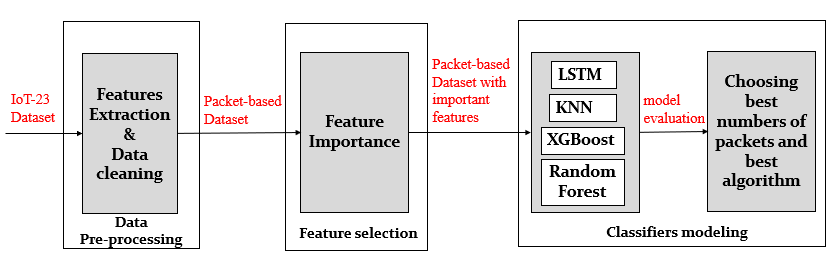 IoT-23
Dataset
Features
Extraction
&
Data
cleaning
Data
Pre-processing
Packet-based
Dataset
Feature
Importance
Feature selection
Packet-based
Dataset with
important
features
LSTM
KNN
XGBoost
Random
Forest
model
evaluation
Choosing
best
numbers of
packets and
best
algorithm
Classifiers modeling